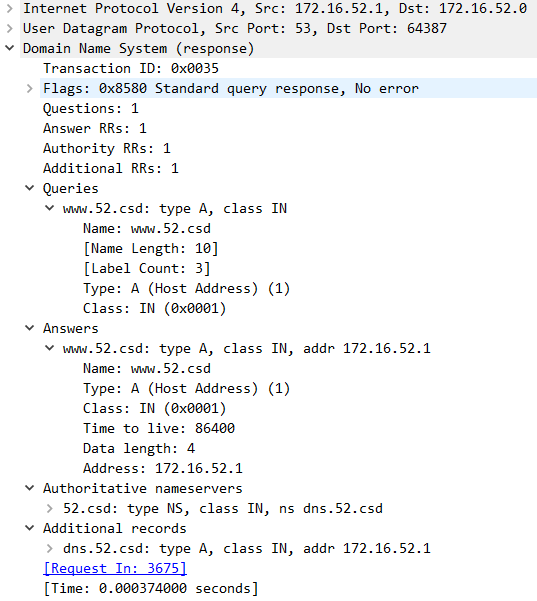 Internet Protocol Version 4, Src: 172.16.52.1, Dst: 172.16.52.0
User Datagram Protocol, Src Port: 53, Dst Port: 64387
Domain Name System (response)
Transaction ID: 0x0035
Flags: 0x8580 Standard query response, No error
Questions: 1
Answer RRs: 1
Authority RRs: 1
Additional RRs: 1
Queries
www.52.csd: type A, class IN
Name: www.52.csd
[Name Length: 10]
[Label Count: 3]
Type: A (Host Address) (1)
Class: IN (0x0001)
Answers
www.52.csd: type A, class IN, addr 172.16.52.1
Name: www.52.csd
Type: A (Host Address) (1)
Class: IN (0x0001)
Time to live: 86400
Data length: 4
Address: 172.16.52.1
Authoritative nameservers
52.csd: type NS, class IN, ns dns.52.csd
Additional records
dns.52.csd: type A, class IN, addr 172.16.52.1
[Request In: 3675]
[Time: 0.000374000 seconds]